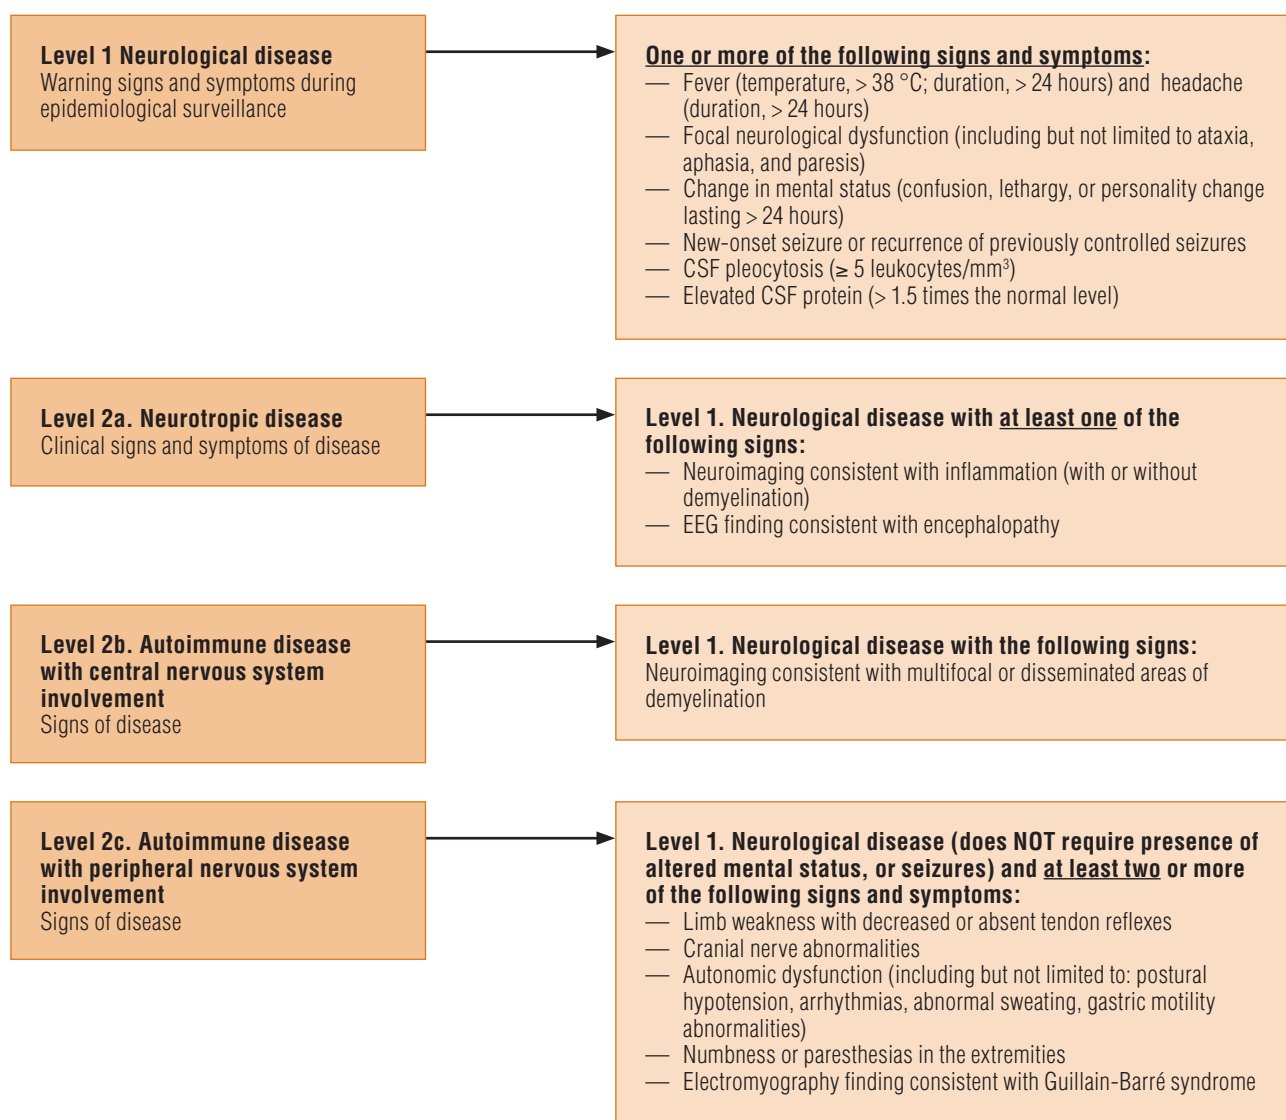 Level 1 Neurological disease
Warning signs and symptoms during
epidemiological surveillance
One or more of the following signs and symptoms:
— Fever (temperature, > 38 °C; duration, > 24 hours) and headache
(duration, > 24 hours)
— Focal neurological dysfunction (including but not limited to ataxia,
aphasia, and paresis)
— Change in mental status (confusion, lethargy, or personality change
lasting > 24 hours)
— New-onset seizure or recurrence of previously controlled seizures
— CSF pleocytosis (≥ 5 leukocytes/mm³)
— Elevated CSF protein (> 1.5 times the normal level)
Level 2a. Neurotropic disease
Clinical signs and symptoms of disease
Level 1. Neurological disease with at least one of the
following signs:
— Neuroimaging consistent with inflammation (with or without
demyelination)
— EEG finding consistent with encephalopathy
Level 2b. Autoimmune disease
with central nervous system
involvement
Signs of disease
Level 1. Neurological disease with the following signs:
Neuroimaging consistent with multifocal or disseminated areas of
demyelination
Level 2c. Autoimmune disease
with peripheral nervous system
involvement
Signs of disease
Level 1. Neurological disease (does NOT require presence of
altered mental status, or seizures) and at least two or more
of the following signs and symptoms:
— Limb weakness with decreased or absent tendon reflexes
— Cranial nerve abnormalities
— Autonomic dysfunction (including but not limited to: postural
hypotension, arrhythmias, abnormal sweating, gastric motility
abnormalities)
— Numbness or paresthesias in the extremities
— Electromyography finding consistent with Guillain-Barré syndrome